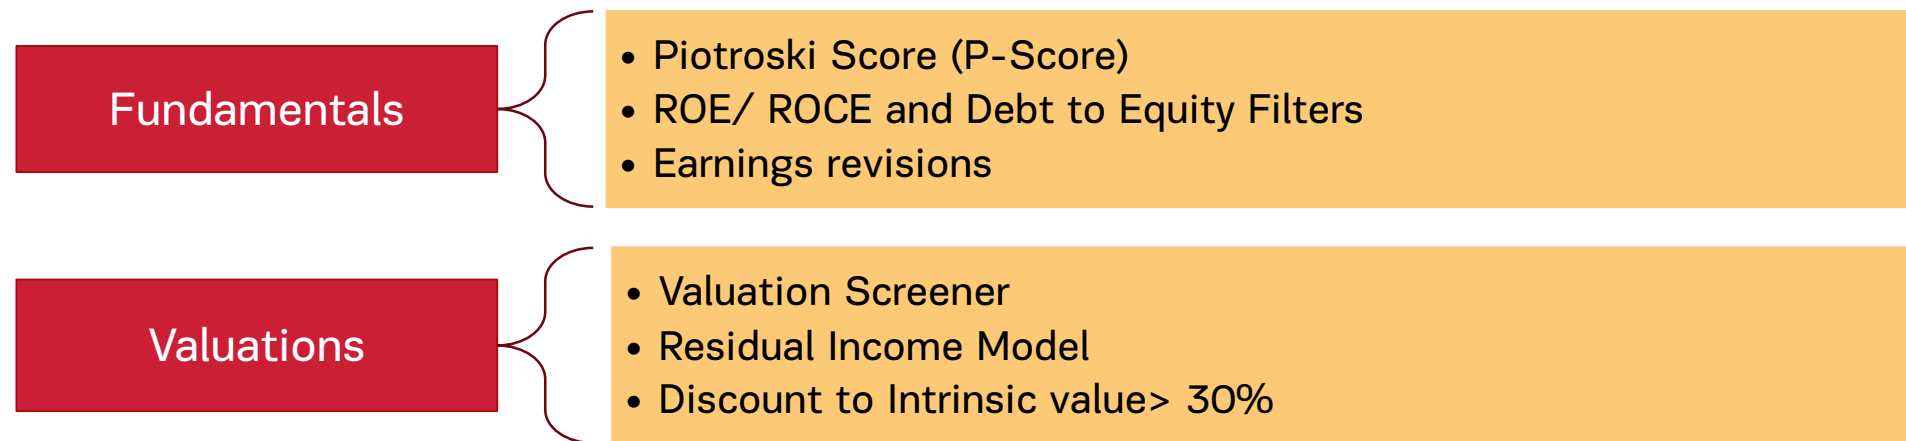 Fundamentals
• Piotroski Score (P-Score)
• ROE/ ROCE and Debt to Equity Filters
• Earnings revisions
Valuations
• Valuation Screener
• Residual Income Model
• Discount to Intrinsic value> 30%